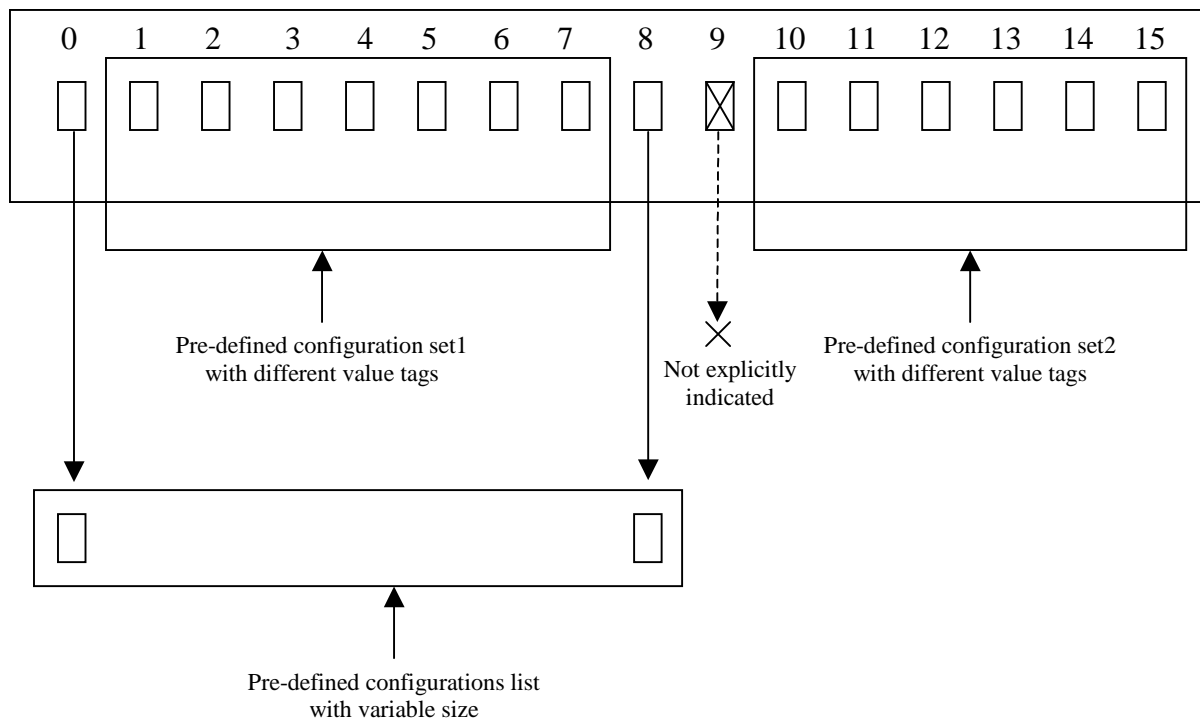 0 1 2 3 4 5 6 7 8 9 10 11 12 13 14 15
Pre-defined configuration set1
with different value tags
Not explicitly
indicated
Pre-defined configuration set2
with different value tags
Pre-defined configurations list
with variable size